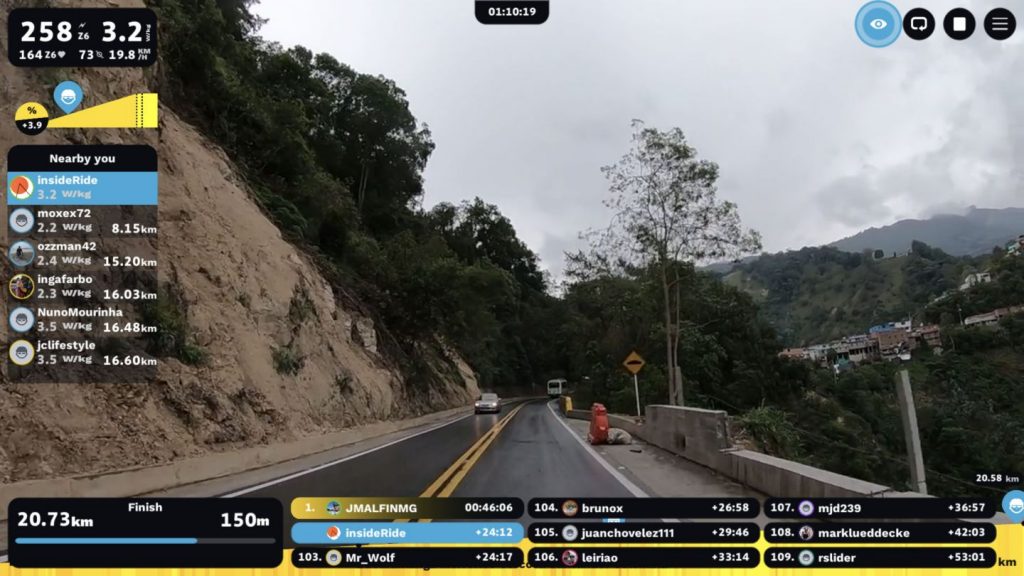 01:10:19
258 Z6 3.2 W/kg
164 Z6 73 19.8 KM/H
%
+3.9
Nearby you
insideRide
3.2 W/kg
moxex72
2.2 W/kg 8.15km
ozzman42
2.4 W/kg 15.20km
ingafarbo
2.3 W/kg 16.03km
NunoMourinha
3.5 W/kg 16.48km
jclifestyle
3.5 W/kg 16.60km
20.58 km
Finish
20.73km 150m
1. JMALFINMG 00:46:06
insideRide +24:12
103. Mr_Wolf +24:17
104. brunox +26:58
105. juanchovelez111 +29:46
106. leiriao +33:14
107. mjd239 +36:57
108. marklueddecke +42:03
109. rslider +53:01
km